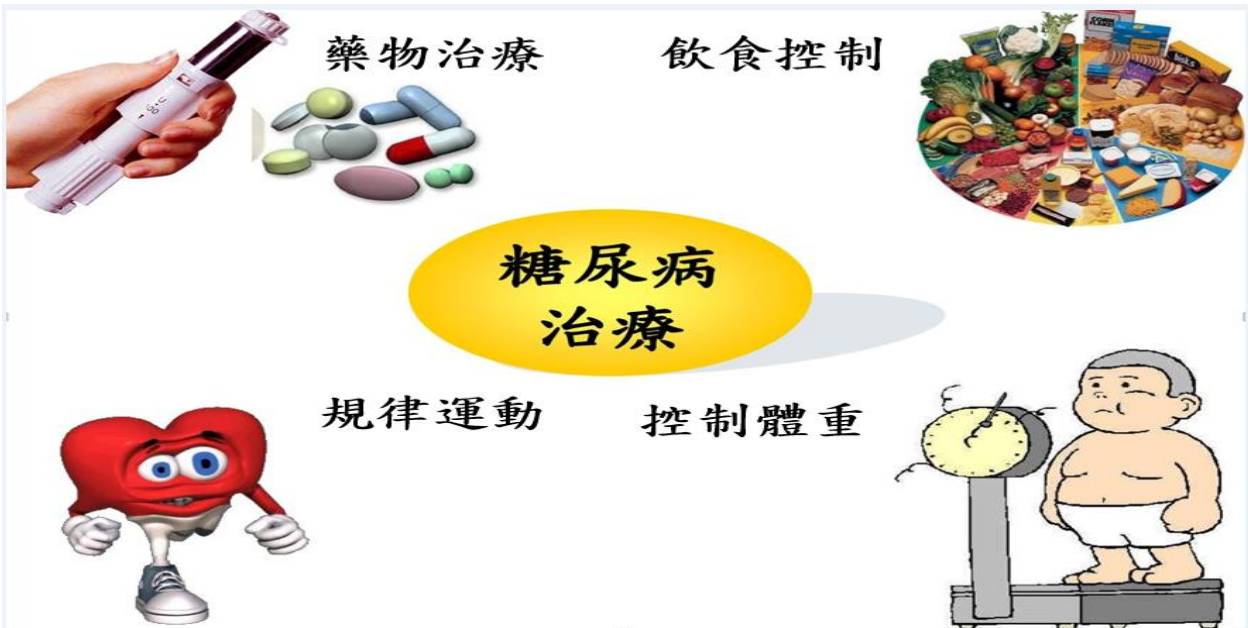 藥物治療
飲食控制
糖尿病
治療
規律運動
控制體重